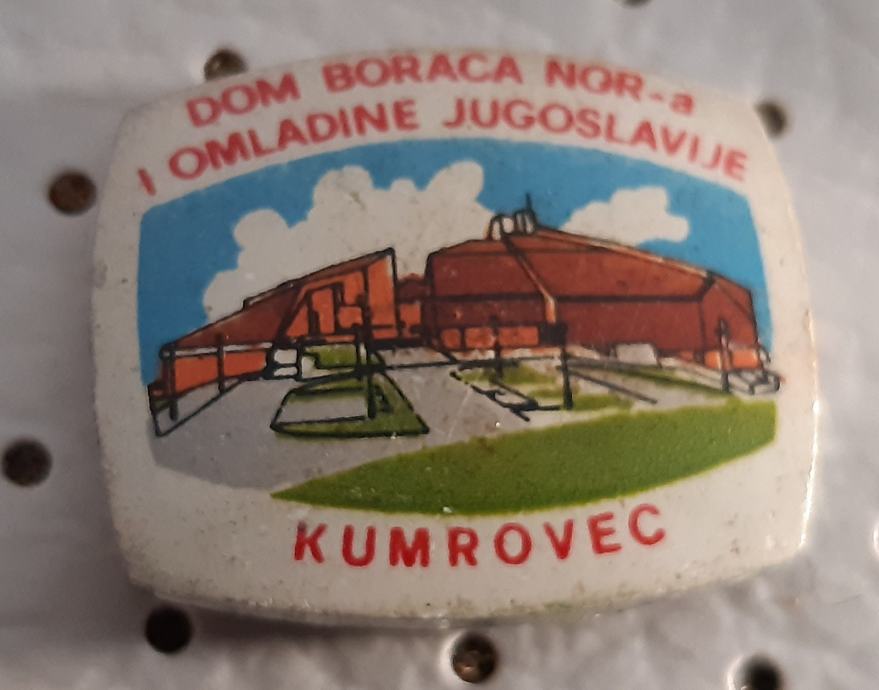 DOM BORACA NOR-a
I OMLADINE JUGOSLAVIJE
KUMROVEC